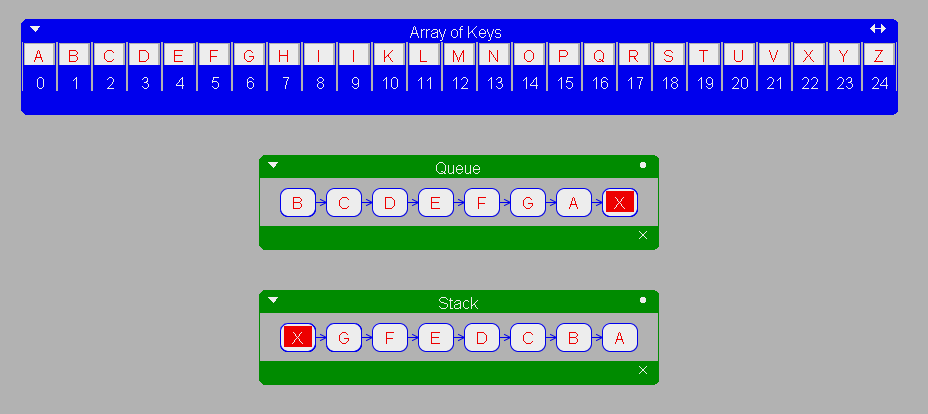 Array of Keys
A B C D E F G H I I K L M N O P Q R S T U V X Y Z
0 1 2 3 4 5 6 7 8 9 10 11 12 13 14 15 16 17 18 19 20 21 22 23 24
Queue
B C D E F G A X
Stack
X G F E D C B A